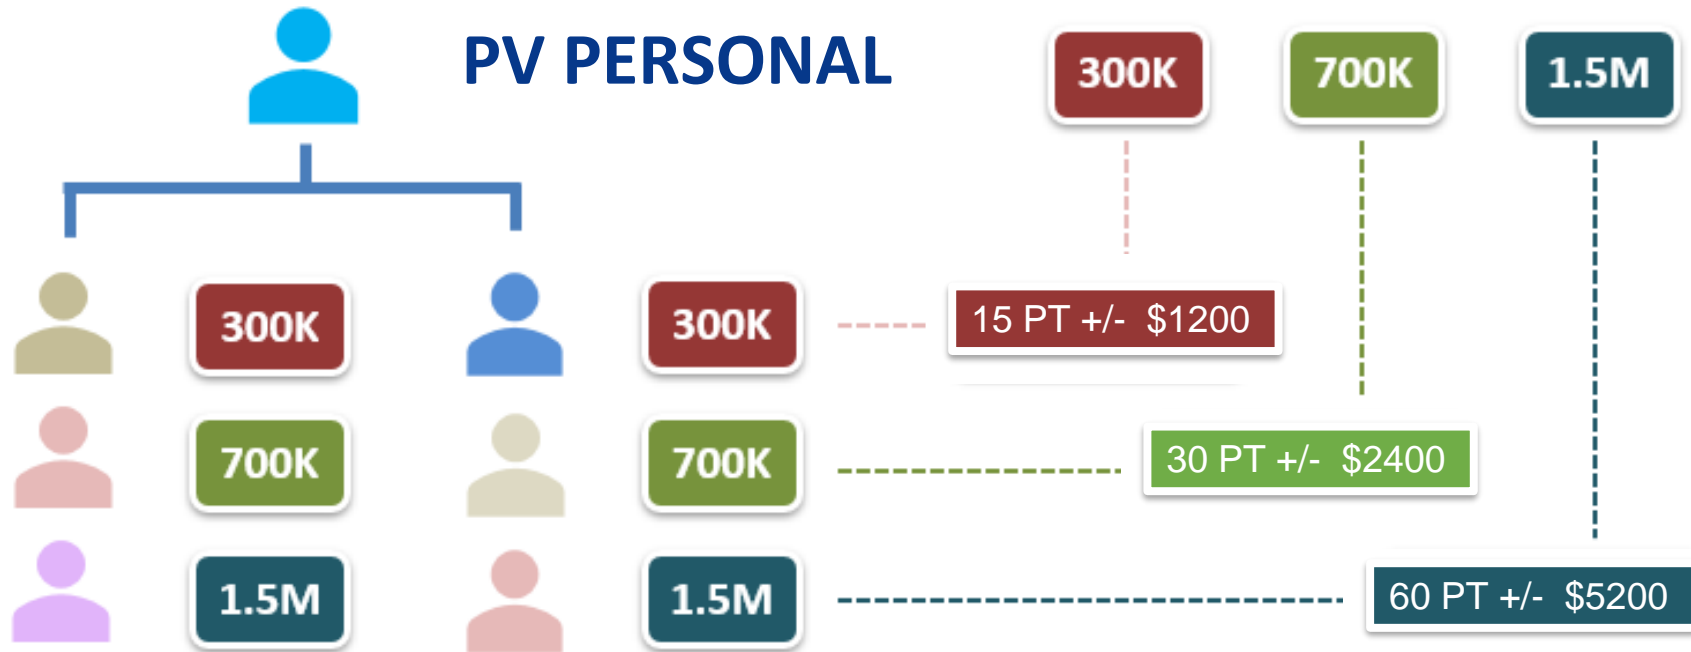 PV PERSONAL
300K
700K
1.5M
300K
300K
15 PT +/-  $1200
700K
700K
30 PT +/-  $2400
1.5M
1.5M
60 PT +/-  $5200